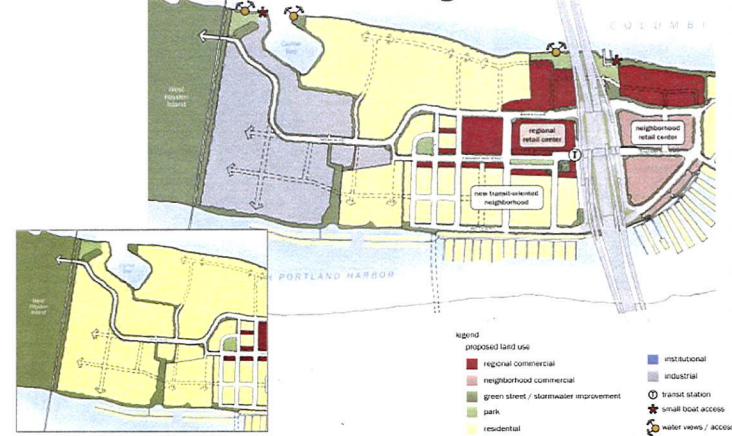 COLUMBI
West
Hayden
Island
regional
retail center
neighborhood
retail center
T
new transit-oriented
neighborhood
West
Hayden
Island
PORTLAND HARBOR
legend
proposed land use
regional commercial
neighborhood commercial
green street / stormwater improvement
park
residential
institutional
industrial
T transit station
small boat access
water views / access